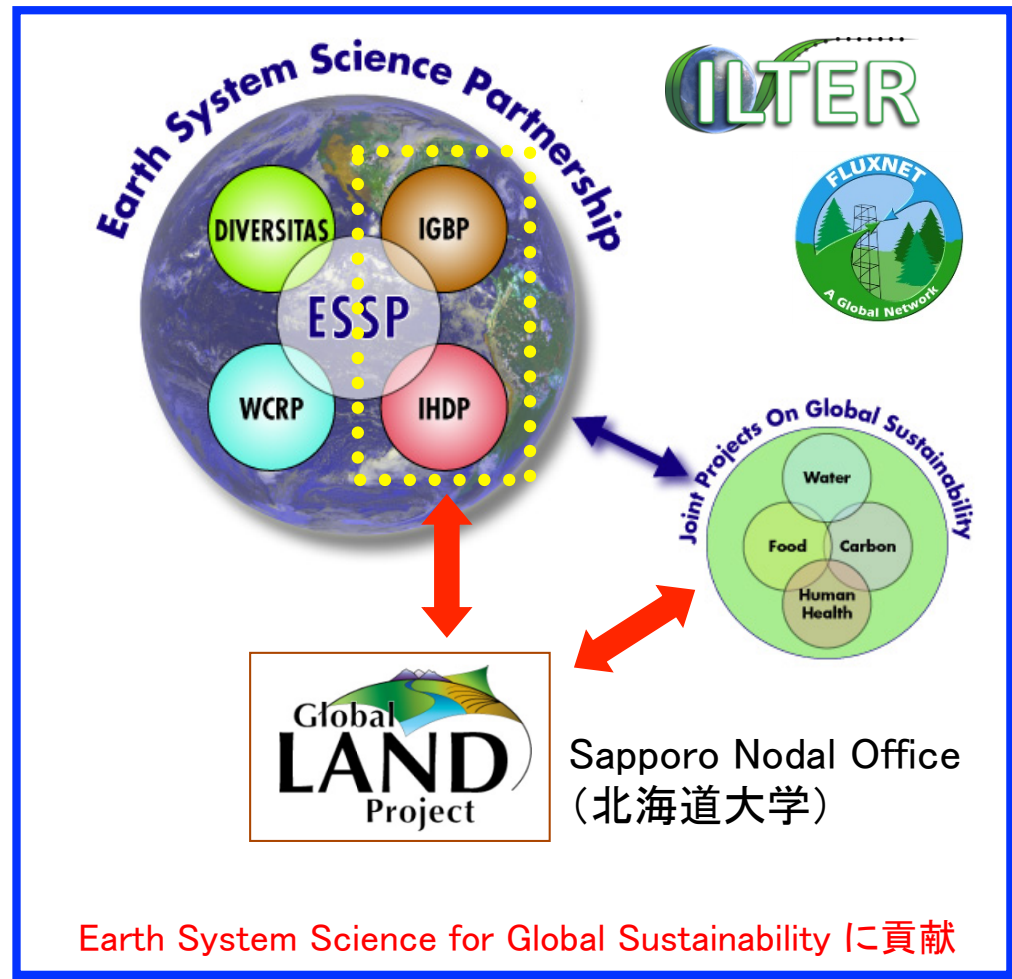 Earth System Science Partnership
ILTER
FLUXNET
A Global Network
DIVERSITAS
IGBP
ESSP
WCRP
IHDP
Joint Projects On Global Sustainability
Water
Food
Carbon
Human
Health
Global
LAND
Project
Sapporo Nodal Office
(北海道大学)
Earth System Science for Global Sustainability に貢献